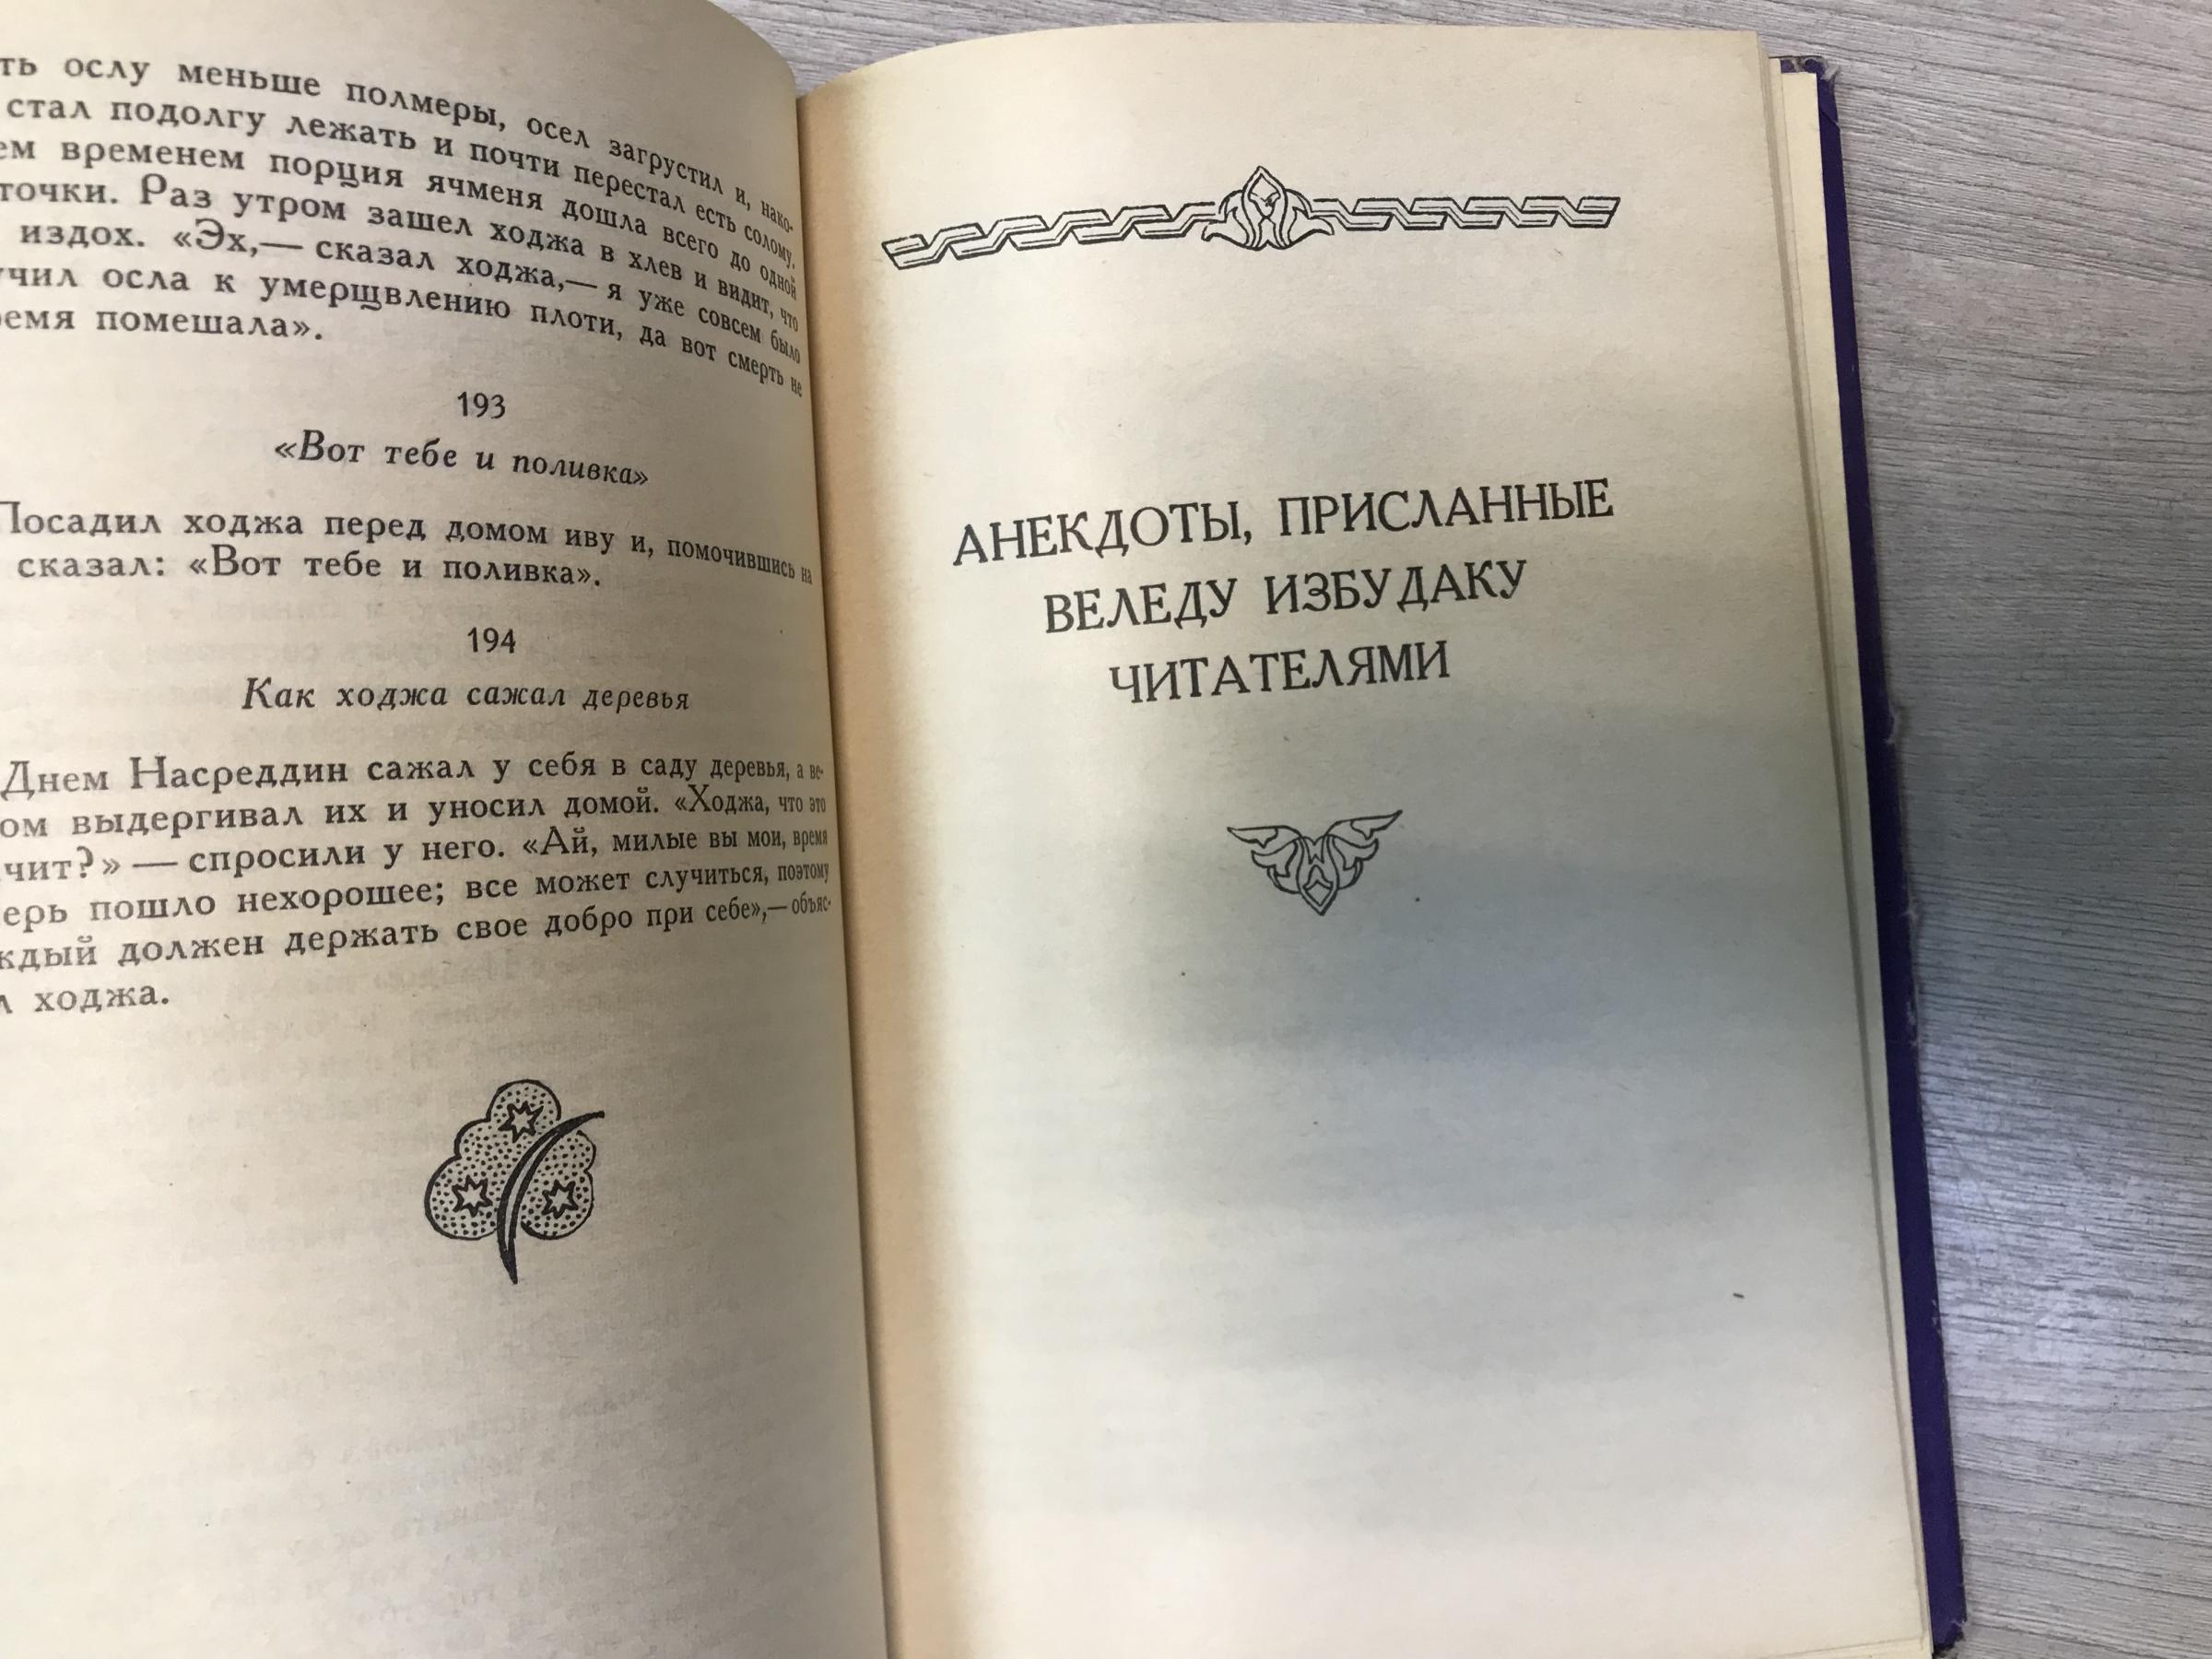 ть ослу меньше полмеры, осел загрустил и, нако-
стал подолгу лежать и почти перестал есть солому.
ем временем порция ячменя дошла всего до одной
точки. Раз утром зашел ходжа в хлев и видит, что
издох. «Эх,— сказал ходжа,— я уже совсем было
учил осла к умерщвлению плоти, да вот смерть не
ремя помешала».
193
«Вот тебе и поливка»
Посадил ходжа перед домом иву и, помочившись на
сказал: «Вот тебе и поливка».
194
Как ходжа сажал деревья
Днем Насреддин сажал у себя в саду деревья, а ве-
ом выдергивал их и уносил домой. «Ходжа, что это
чит?» — спросили у него. «Ай, милые вы мои, время
ерь пошло нехорошее; все может случиться, поэтому
ждый должен держать свое добро при себе»,— объяс-
л ходжа.
АНЕКДОТЫ, ПРИСЛАННЫЕ
ВЕЛЕДУ ИЗБУДАКУ
ЧИТАТЕЛЯМИ